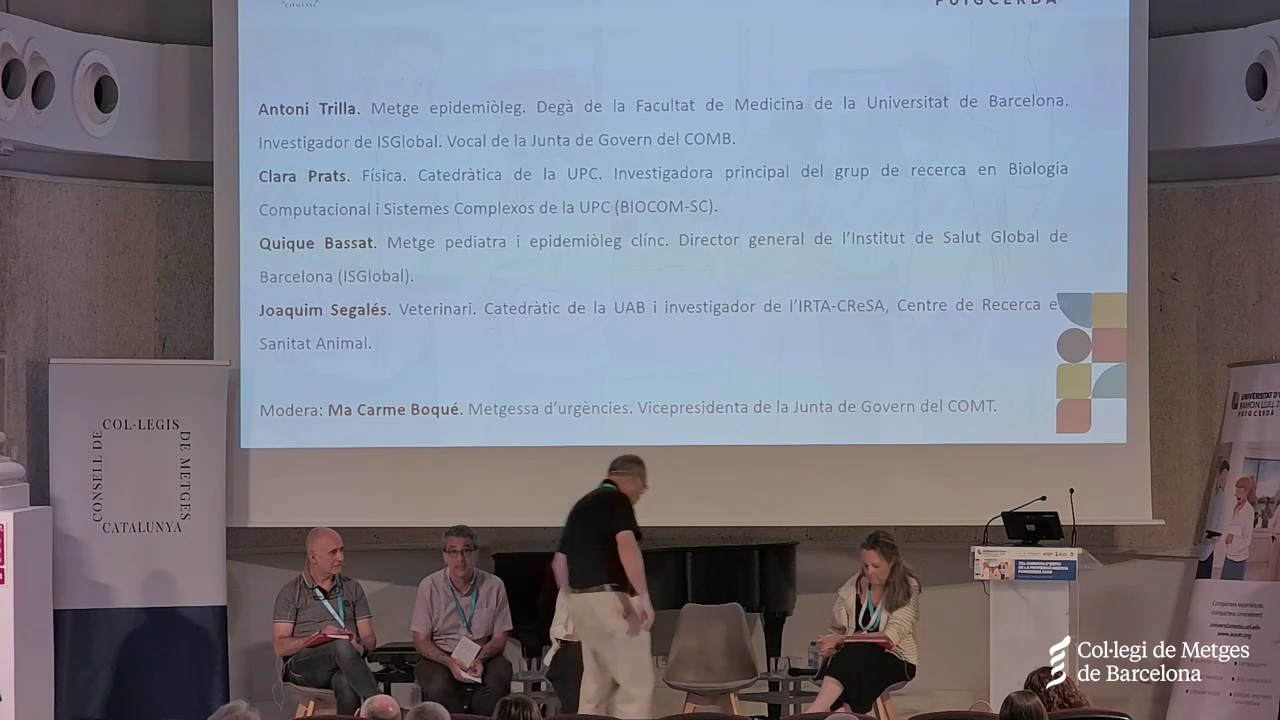 CATALUNYA
PUIGCERDÀ
Antoni Trilla. Metge epidemiòleg. Degà de la Facultat de Medicina de la Universitat de Barcelona.
Investigador de ISGlobal. Vocal de la Junta de Govern del COMB.
Clara Prats. Física. Catedràtica de la UPC. Investigadora principal del grup de recerca en Biologia
Computacional i Sistemes Complexos de la UPC (BIOCOM-SC).
Quique Bassat. Metge pediatra i epidemiòleg clínc. Director general de l'Institut de Salut Global de
Barcelona (ISGlobal).
Joaquim Segalés. Veterinari. Catedràtic de la UAB i investigador de l'IRTA-CReSA, Centre de Recerca e
Sanitat Animal.
Modera: Ma Carme Boqué. Metgessa d'urgències. Vicepresidenta de la Junta de Govern del COMT.
CONSELL DE
COL·LEGIS
DE METGES
CATALUNYA
UNIVERSITAT D'E
RAMON LLULL
PUIGCERDÀ
Col·legi de Metges
de Barcelona